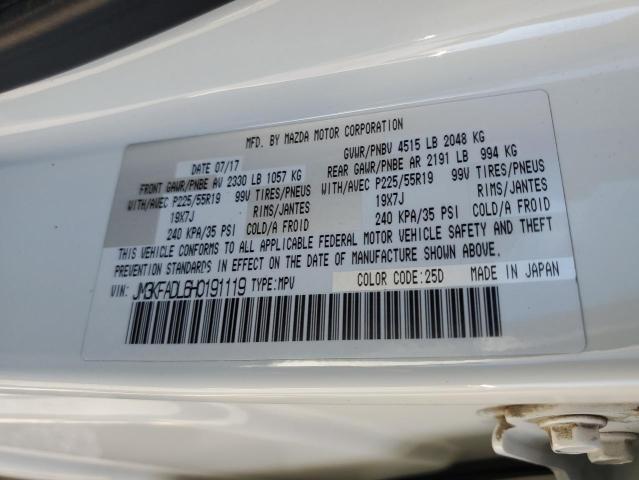 MFD. BY MAZDA MOTOR CORPORATION
DATE 07/17 GVWR/PNBV 4515 LB 2048 KG
FRONT GAWR/PNBE AV 2330 LB 1057 KG REAR GAWR/PNBE AR 2191 LB 994 KG
WITH/AVEC P225/55R19 99V TIRES/PNEUS WITH/AVEC P225/55R19 99V TIRES/PNEUS
19X7J RIMS/JANTES 19X7J RIMS/JANTES
240 KPA/35 PSI COLD/A FROID 240 KPA/35 PSI COLD/A FROID
THIS VEHICLE CONFORMS TO ALL APPLICABLE FEDERAL MOTOR VEHICLE SAFETY AND THEFT
PREVENTION STANDARDS IN EFFECT ON THE DATE OF MANUFACTURE SHOWN ABOVE.
VIN: JM3KFADL6H0191119 TYPE:MPV COLOR CODE:25D MADE IN JAPAN